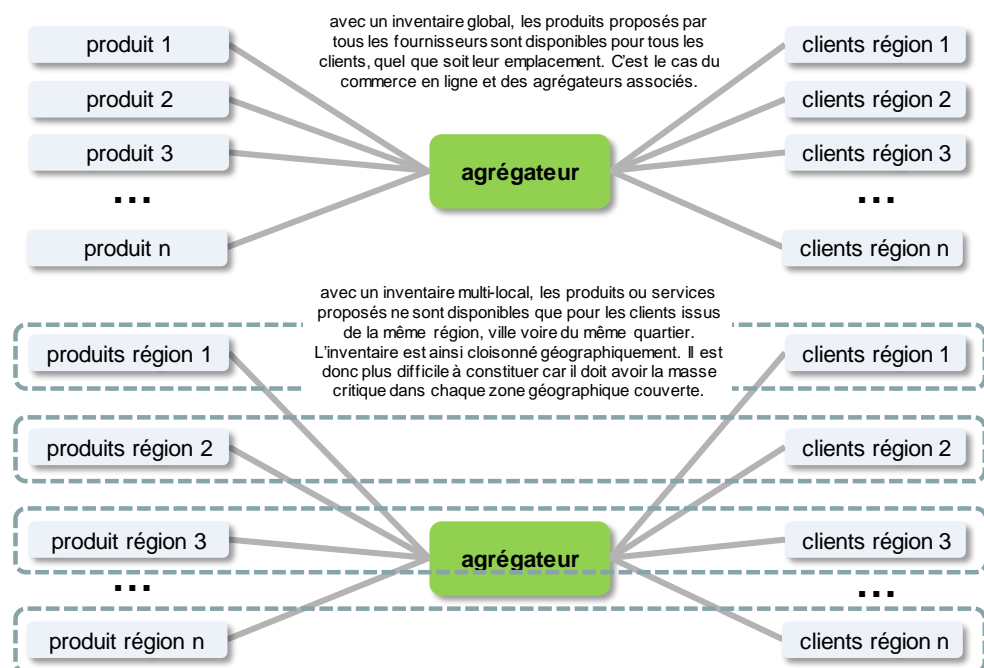 produit 1
produit 2
produit 3
...
produit n
avec un inventaire global, les produits proposés par
tous les fournisseurs sont disponibles pour tous les
clients, quel que soit leur emplacement. C'est le cas du
commerce en ligne et des agrégateurs associés.
agrégateur
clients région 1
clients région 2
clients région 3
...
clients région n
avec un inventaire multi-local, les produits ou services
proposés ne sont disponibles que pour les clients issus
de la même région, ville voire du même quartier.
L'inventaire est ainsi cloisonné géographiquement. Il est
donc plus difficile à constituer car il doit avoir la masse
critique dans chaque zone géographique couverte.
produits région 1
produits région 2
produit région 3
...
produit région n
agrégateur
clients région 1
clients région 2
clients région 3
...
clients région n